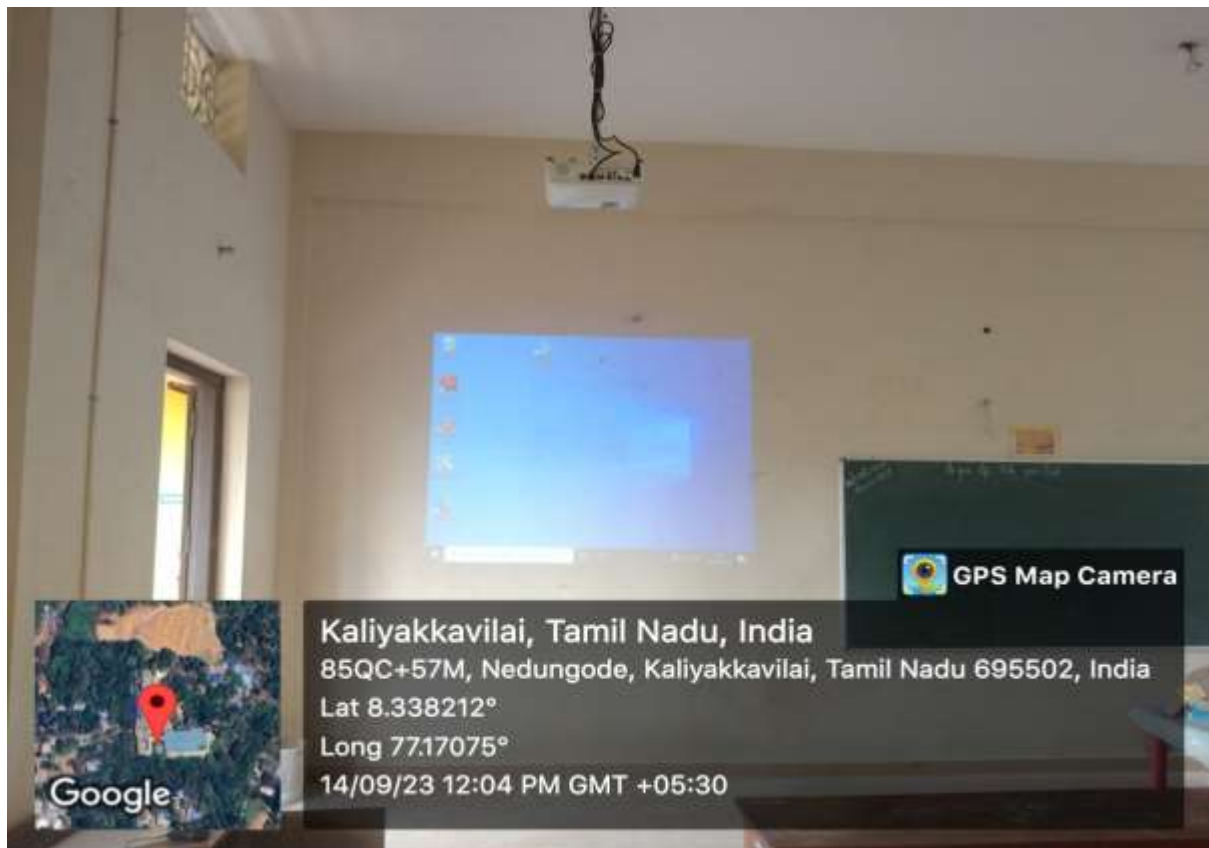 GPS Map Camera
Kaliyakkavilai, Tamil Nadu, India
85QC+57M, Nedungode, Kaliyakkavilai, Tamil Nadu 695502, India
Lat 8.338212°
Long 77.17075°
14/09/23 12:04 PM GMT +05:30
Google